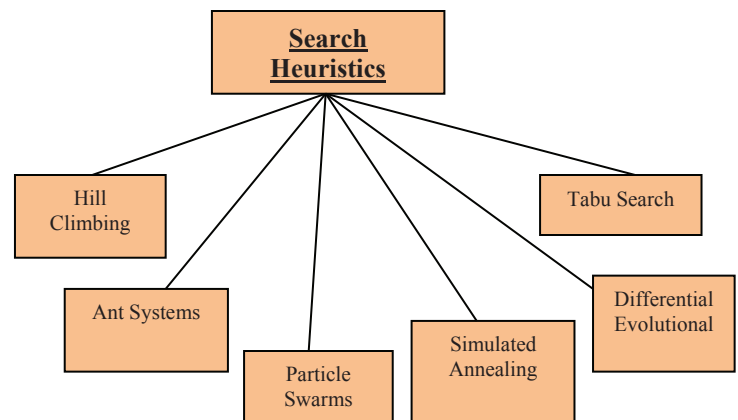 Search
Heuristics
Hill
Climbing
Tabu Search
Ant Systems
Differential
Evolutional
Simulated
Annealing
Particle
Swarms